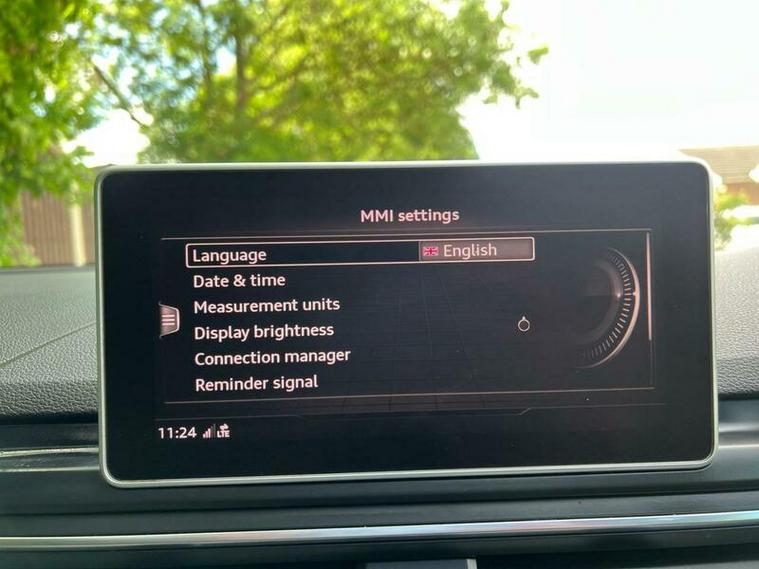 MMI settings
Language English
Date & time
Measurement units
Display brightness
Connection manager
Reminder signal
11:24 LTE